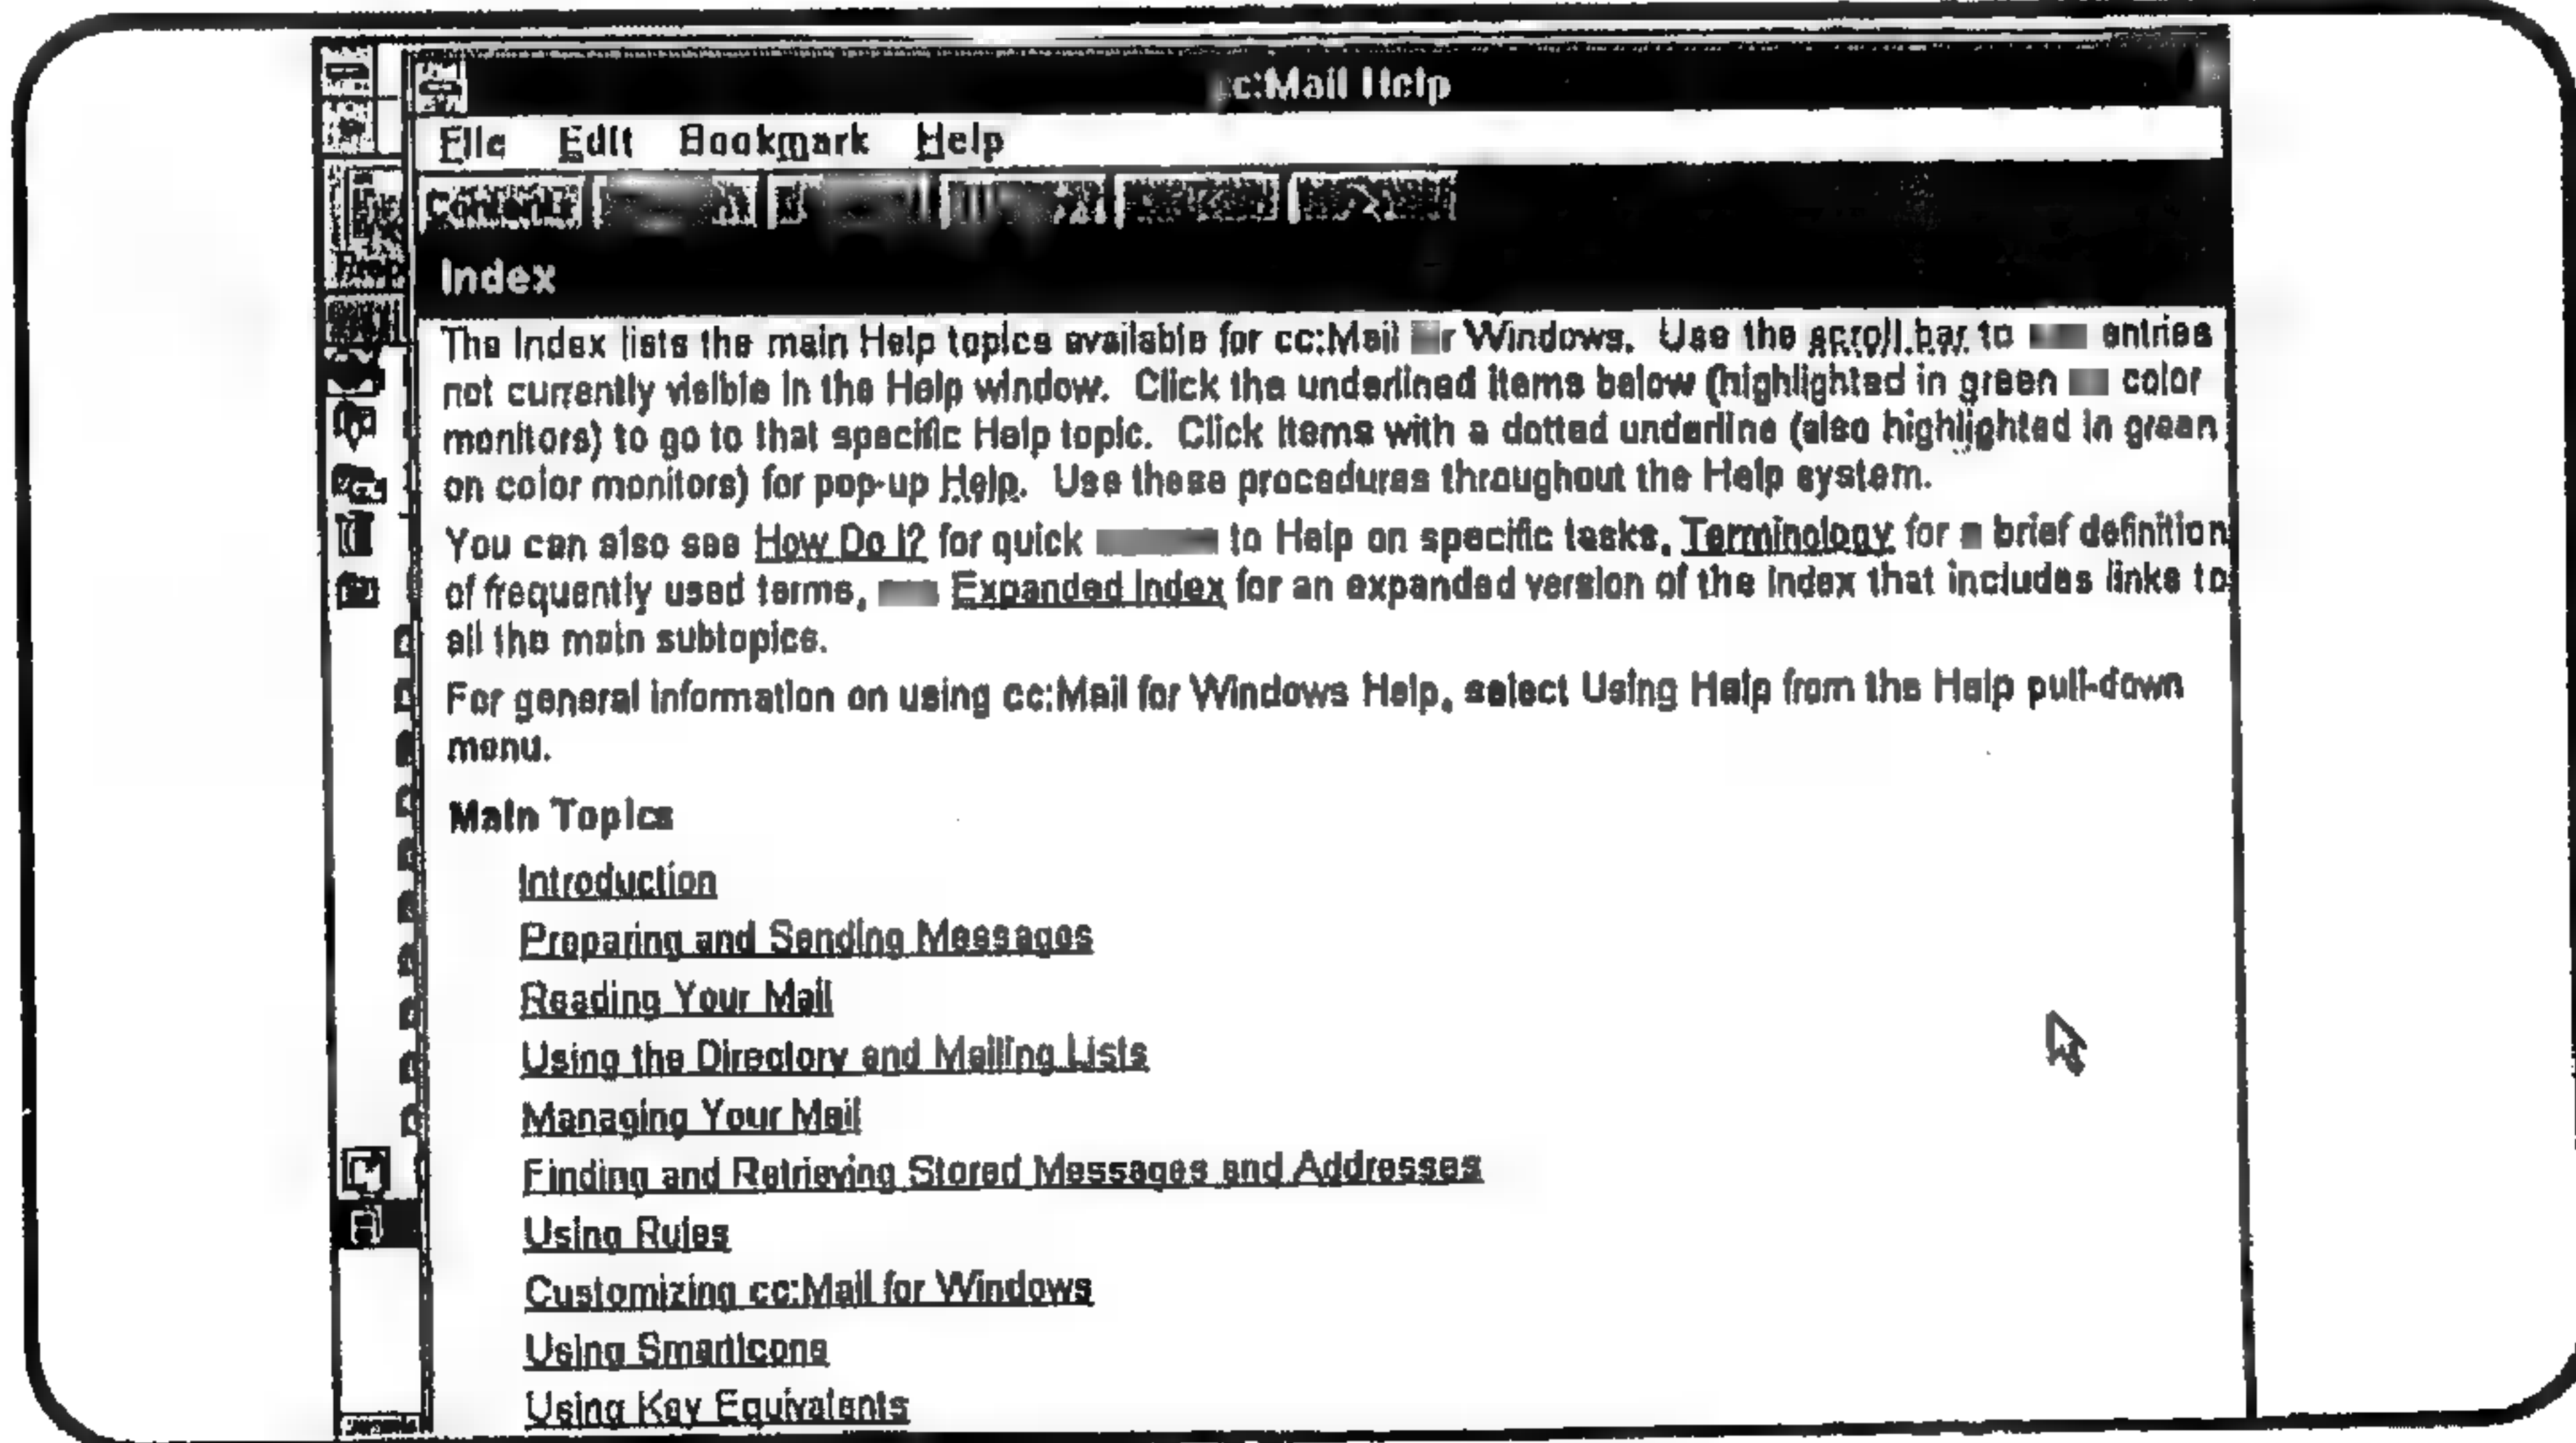 cc:Mail Help
File Edit Bookmark Help
Contents
Index
The Index lists the main Help topics available for cc:Mail Windows. Use the scroll bar to entries
not currently visible in the Help window. Click the underlined items below (highlighted in green color
monitors) to go to that specific Help topic. Click items with a dotted underline (also highlighted in green
on color monitors) for pop-up Help. Use these procedures throughout the Help system.
You can also see How Do I? for quick to Help on specific tasks, Terminology for brief definition
of frequently used terms, Expanded Index for an expanded version of the Index that includes links to
all the main subtopics.
For general information on using cc:Mail for Windows Help, select Using Help from the Help pull-down
menu.
Main Topics
Introduction
Preparing and Sending Messages
Reading Your Mail
Using the Directory and Mailing Lists
Managing Your Mail
Finding and Retrieving Stored Messages and Addresses
Using Rules
Customizing cc:Mail for Windows
Using SmartIcons
Using Key Equivalents